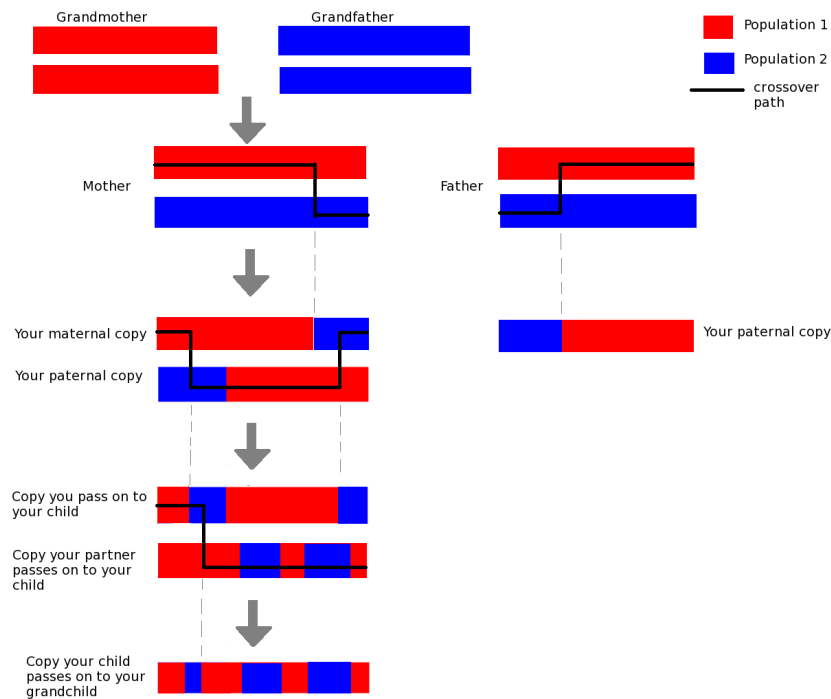 Grandmother
Grandfather
Population 1
Population 2
crossover
path
Mother
Father
Your maternal copy
Your paternal copy
Your paternal copy
Copy you pass on to
your child
Copy your partner
passes on to your
child
Copy your child
passes on to your
grandchild